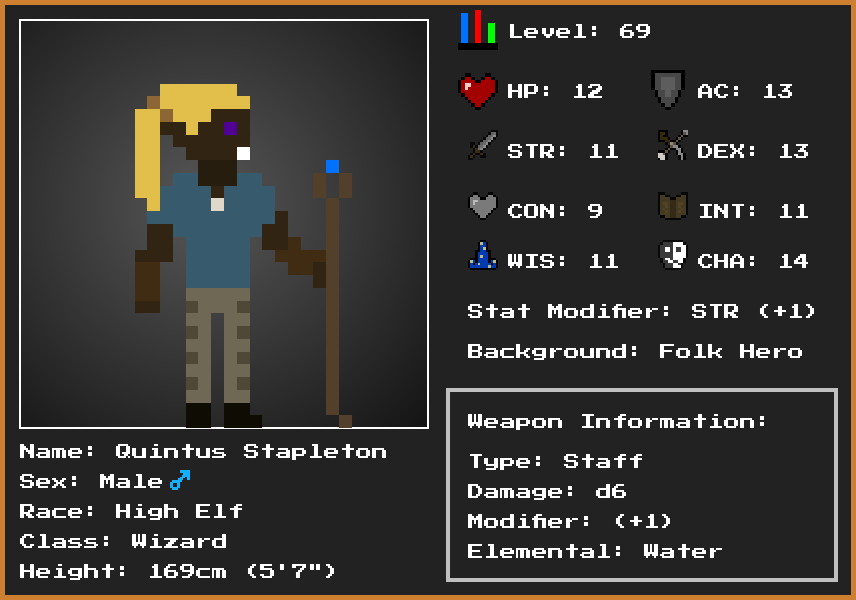 Level: 69
HP: 12 AC: 13
STR: 11 DEX: 13
CON: 9 INT: 11
WIS: 11 CHA: 14
Stat Modifier: STR (+1)
Background: Folk Hero
Weapon Information:
Type: Staff
Damage: d6
Modifier: (+1)
Elemental: Water
Name: Quintus Stapleton
Sex: Male♂
Race: High Elf
Class: Wizard
Height: 169cm (5'7")